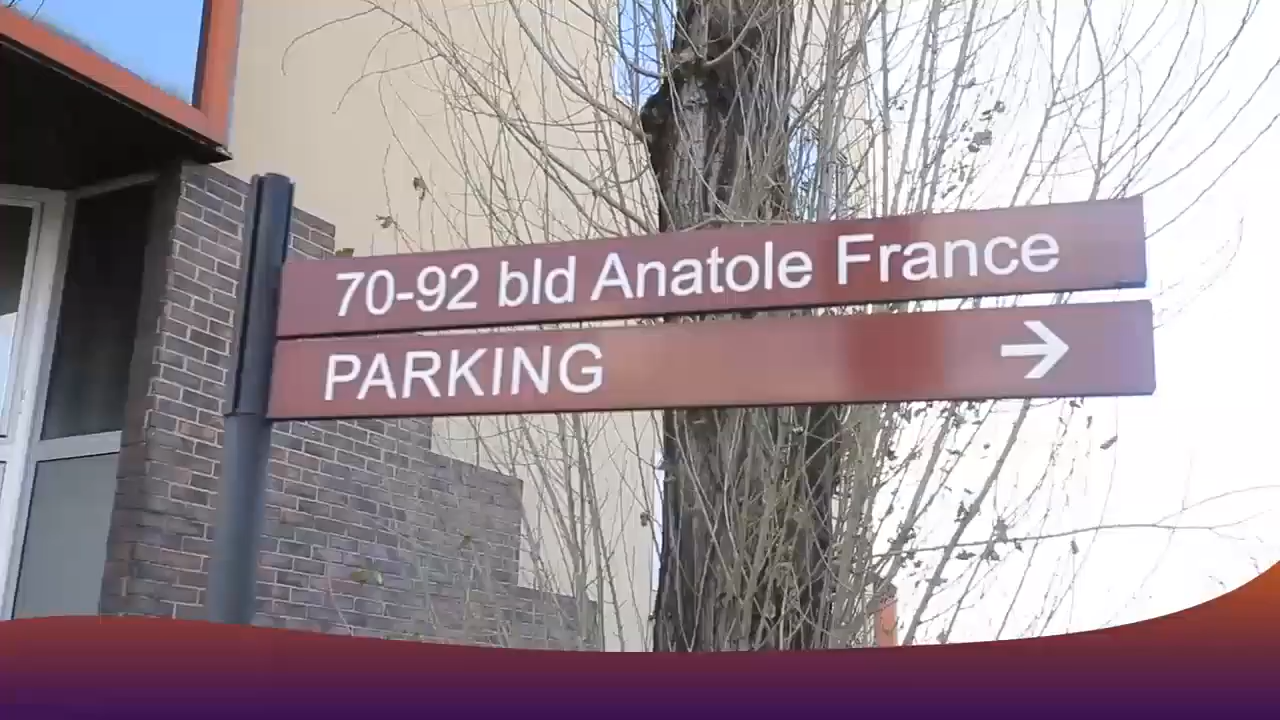 70-92 bld Anatole France
PARKING →